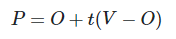 P = O + t(V − O)